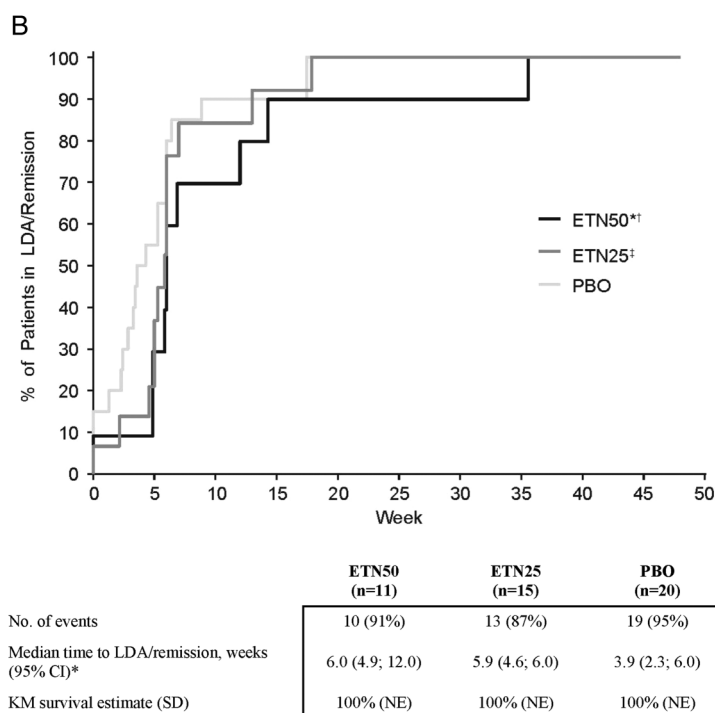 B
100
90
80
70
60
50
40
30
20
10
0
% of Patients in LDA/Remission
ETN50*†
ETN25‡
PBO
0 5 10 15 20 25 30 35 40 45 50
Week
ETN50 ETN25 PBO
(n=11) (n=15) (n=20)
No. of events 10 (91%) 13 (87%) 19 (95%)
Median time to LDA/remission, weeks
(95% CI)* 6.0 (4.9; 12.0) 5.9 (4.6; 6.0) 3.9 (2.3; 6.0)
KM survival estimate (SD) 100% (NE) 100% (NE) 100% (NE)